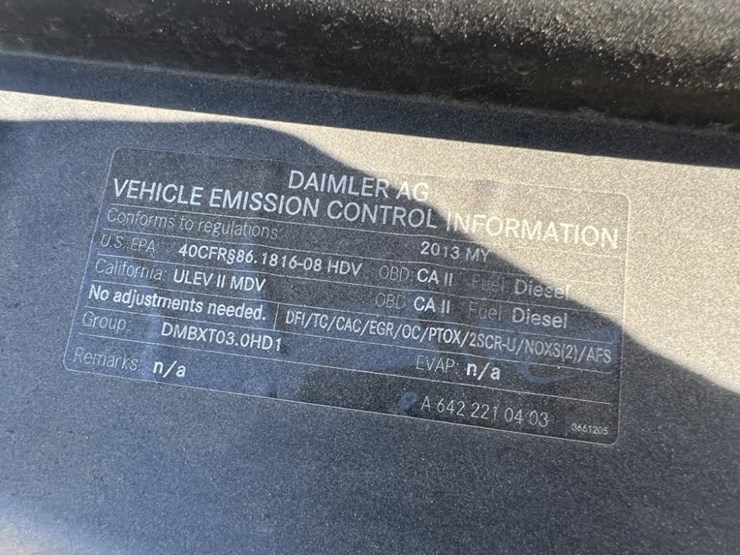 DAIMLER AG
VEHICLE EMISSION CONTROL INFORMATION
Conforms to regulations: 2013 MY
U.S. EPA: 40CFR§86.1816-08 HDV OBD: CA II Fuel: Diesel
California: ULEV II MDV OBD: CA II Fuel: Diesel
No adjustments needed. DFI/TC/CAC/EGR/OC/PTOX/2SCR-U/NOXS(2)/AFS
Group: DMBXT03.0HD1 EVAP: n/a
Remarks: n/a
A 642 221 04 03 3661205